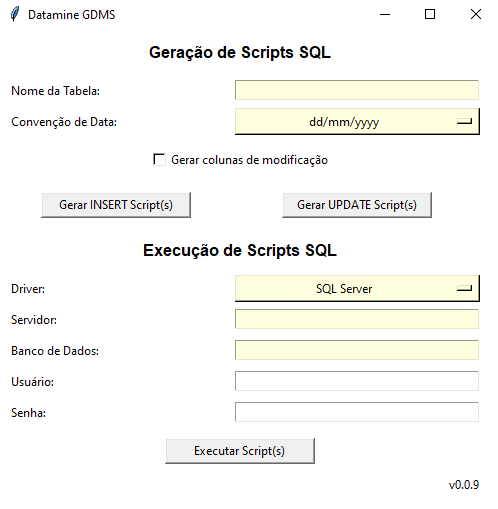 Datamine GDMS
Geração de Scripts SQL
Nome da Tabela:
Convenção de Data: dd/mm/yyyy
Gerar colunas de modificação
Gerar INSERT Script(s) Gerar UPDATE Script(s)
Execução de Scripts SQL
Driver: SQL Server
Servidor:
Banco de Dados:
Usuário:
Senha:
Executar Script(s)
v0.0.9